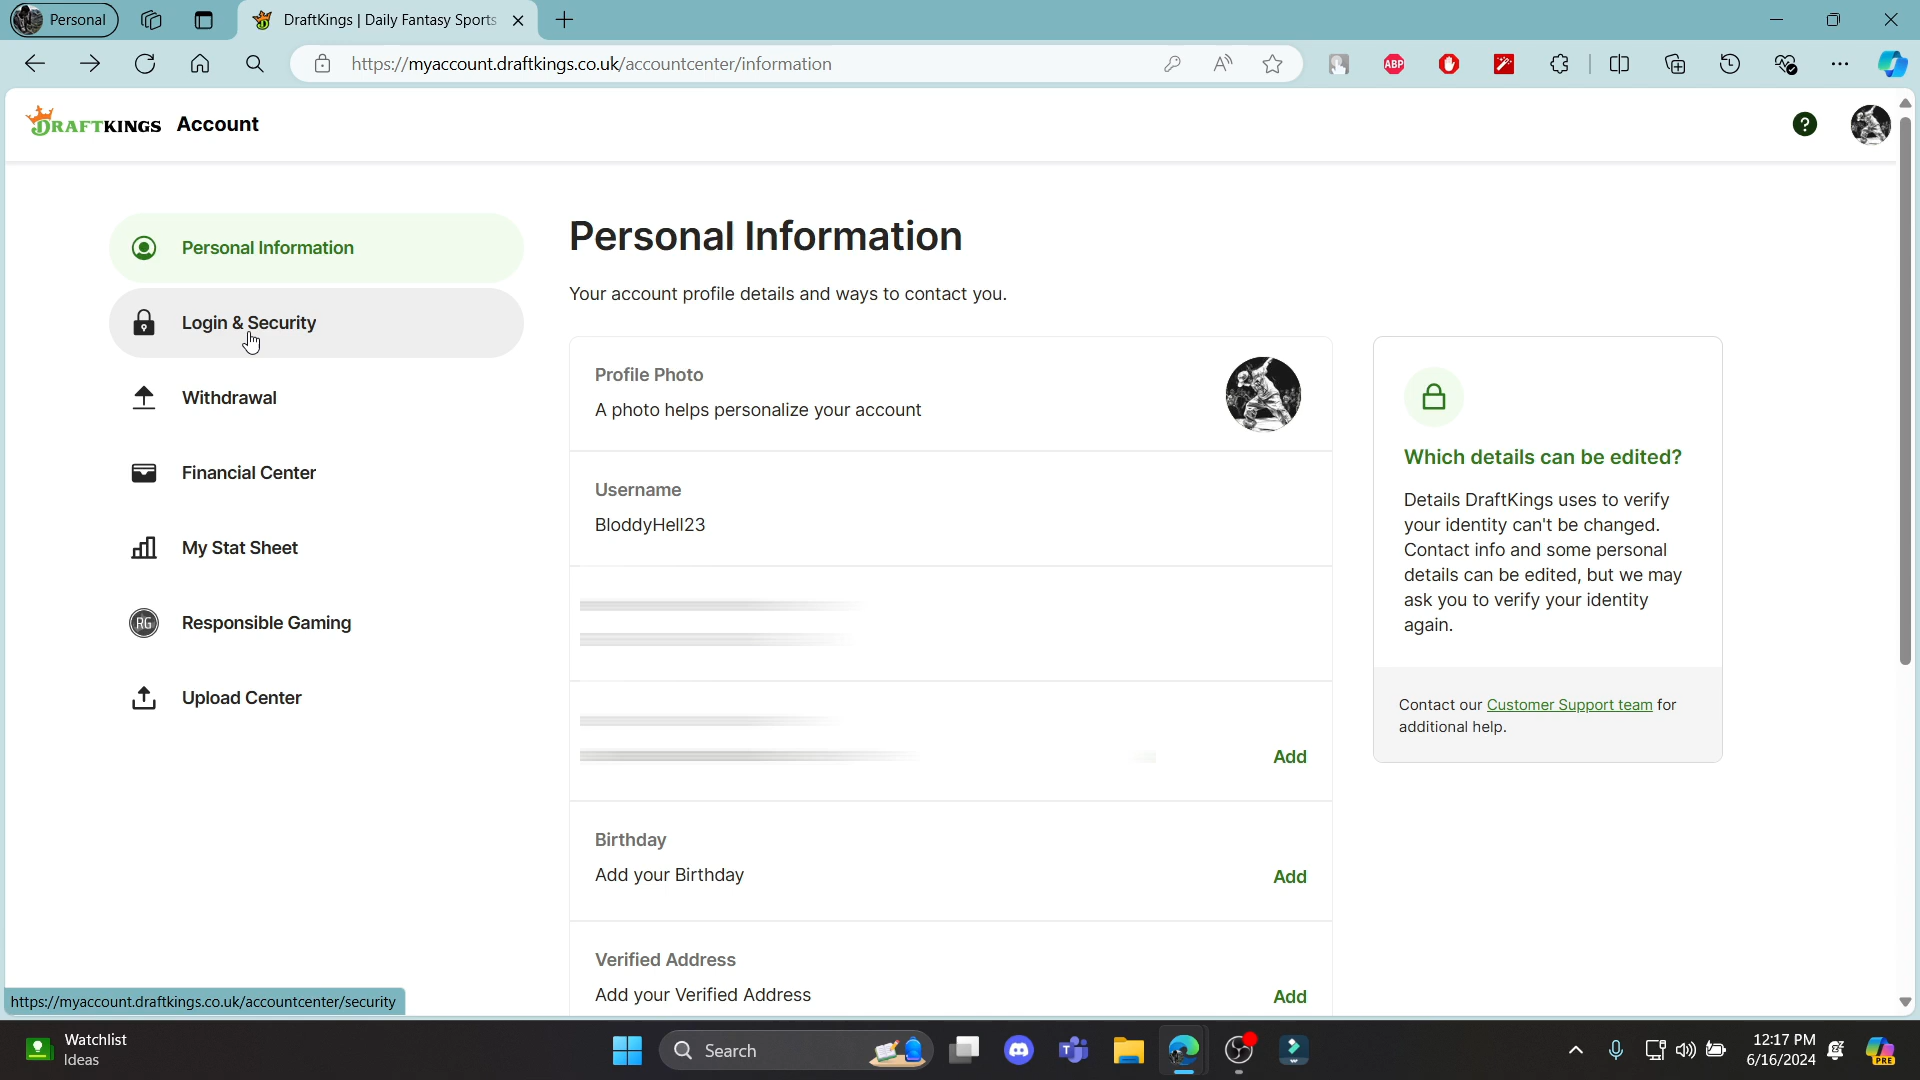 Personal
DraftKings | Daily Fantasy Sports
https://myaccount.draftkings.co.uk/accountcenter/information
ABP
DRAFTKINGS Account
?
Personal Information
Login & Security
Withdrawal
Financial Center
My Stat Sheet
RG Responsible Gaming
Upload Center
Personal Information
Your account profile details and ways to contact you.
Profile Photo
A photo helps personalize your account
Username
BloddyHell23
Add
Birthday
Add your Birthday
Add
Verified Address
Add your Verified Address
Add
Which details can be edited?
Details DraftKings uses to verify
your identity can't be changed.
Contact info and some personal
details can be edited, but we may
ask you to verify your identity
again.
Contact our Customer Support team for
additional help.
https://myaccount.draftkings.co.uk/accountcenter/security
Watchlist
Ideas
Search
12:17 PM
6/16/2024
PRE